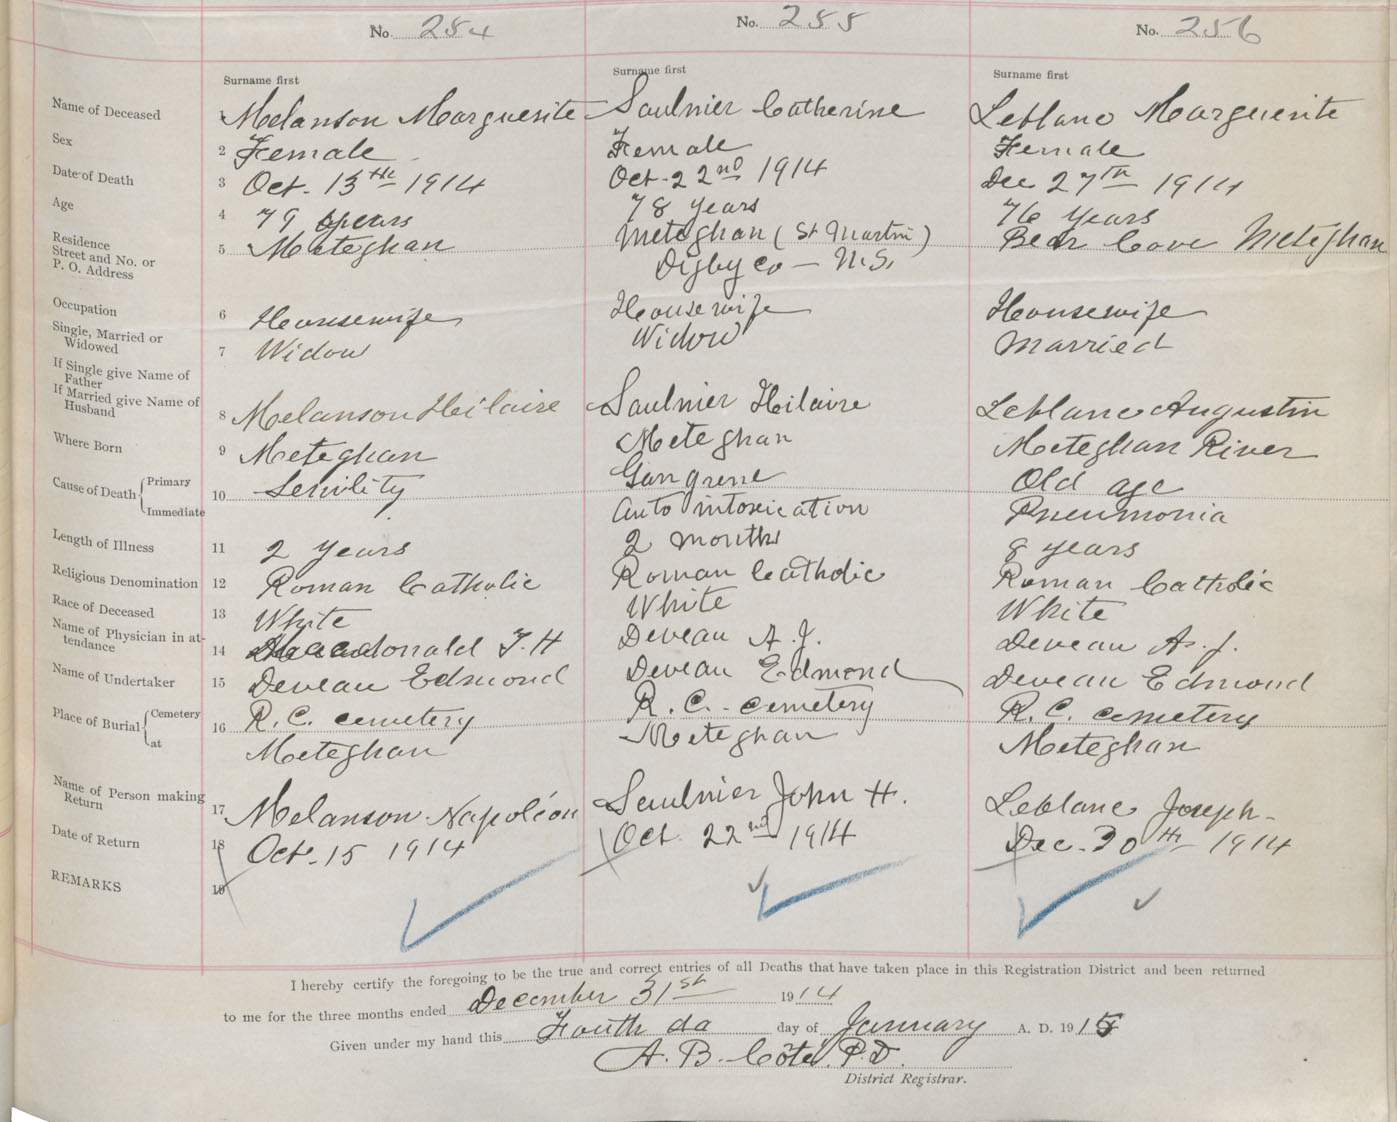 No. 254 No. 255 No. 256
Surname first Surname first Surname first
Name of Deceased 1 Melanson Marguerite Saulnier Catherine Leblanc Marguerite
Sex 2 Female Female Female
Date of Death 3 Oct. 13th 1914 Oct. 22nd 1914 Dec 27th 1914
Age 4 79 years 78 years 76 years
Residence
Street and No. or
P. O. Address 5 Meteghan Meteghan (St Martin) Bear Cove Meteghan
Digby co — N.S.
Occupation 6 Housewife Housewife Housewife
Single, Married or
Widowed 7 Widow Widow Married
If Single give Name of
Father
If Married give Name of
Husband 8 Melanson Hilaire Saulnier Hilaire Leblanc Augustin
Where Born 9 Meteghan Meteghan Meteghan River
Cause of Death Primary 10 Senility Gangrene Old age
Immediate Auto intoxication Pneumonia
Length of Illness 11 2 years 2 months 8 years
Religious Denomination 12 Roman Catholic Roman Catholic Roman Catholic
Race of Deceased 13 White White White
Name of Physician in at-
tendance 14 Macdonald T. H Deveau A. J. Deveau A. J.
Name of Undertaker 15 Deveau Edmond Deveau Edmond Deveau Edmond
Place of Burial Cemetery 16 R. C. cemetery R. C. - cemetery R. C. cemetery
at Meteghan Meteghan Meteghan
Name of Person making
Return 17 Melanson Napoléon Saulnier John H. Leblanc Joseph -
Date of Return 18 Oct. 15 1914 Oct. 22nd 1914 Dec. 30th 1914
REMARKS 19
I hereby certify the foregoing to be the true and correct entries of all Deaths that have taken place in this Registration District and been returned
to me for the three months ended December 31st 1914
Given under my hand this Fouth da day of January A. D. 1915
A. B. Côté. P.D.
District Registrar.